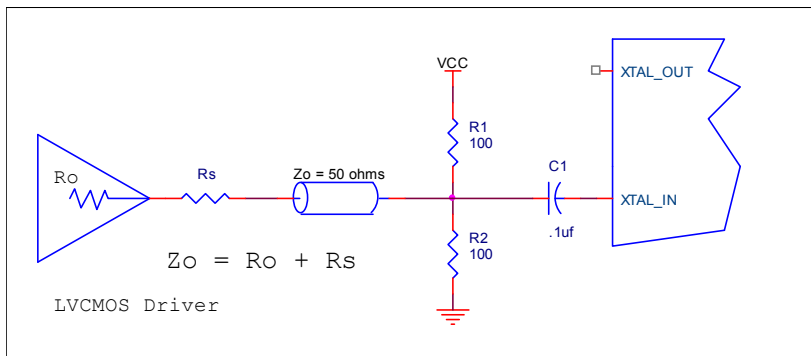 VCC
XTAL_OUT
R1
100
Ro
Rs
Zo = 50 ohms
C1
XTAL_IN
.1uf
R2
100
Zo = Ro + Rs
LVCMOS Driver